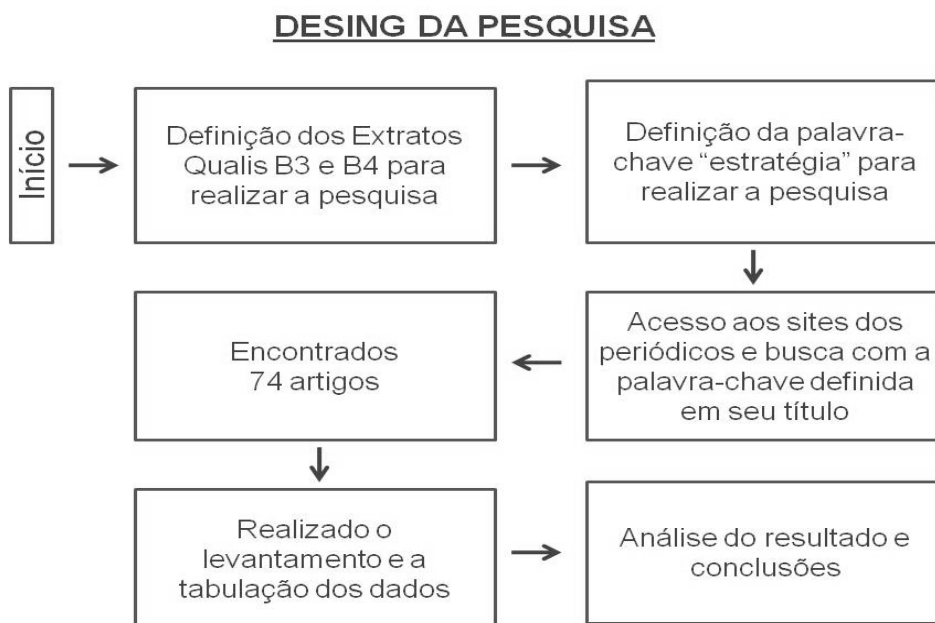 DESING DA PESQUISA
Início
Definição dos Extratos
Qualis B3 e B4 para
realizar a pesquisa
Definição da palavra-
chave “estratégia” para
realizar a pesquisa
Acesso aos sites dos
periódicos e busca com a
palavra-chave definida
em seu título
Encontrados
74 artigos
Realizado o
levantamento e a
tabulação dos dados
Análise do resultado e
conclusões